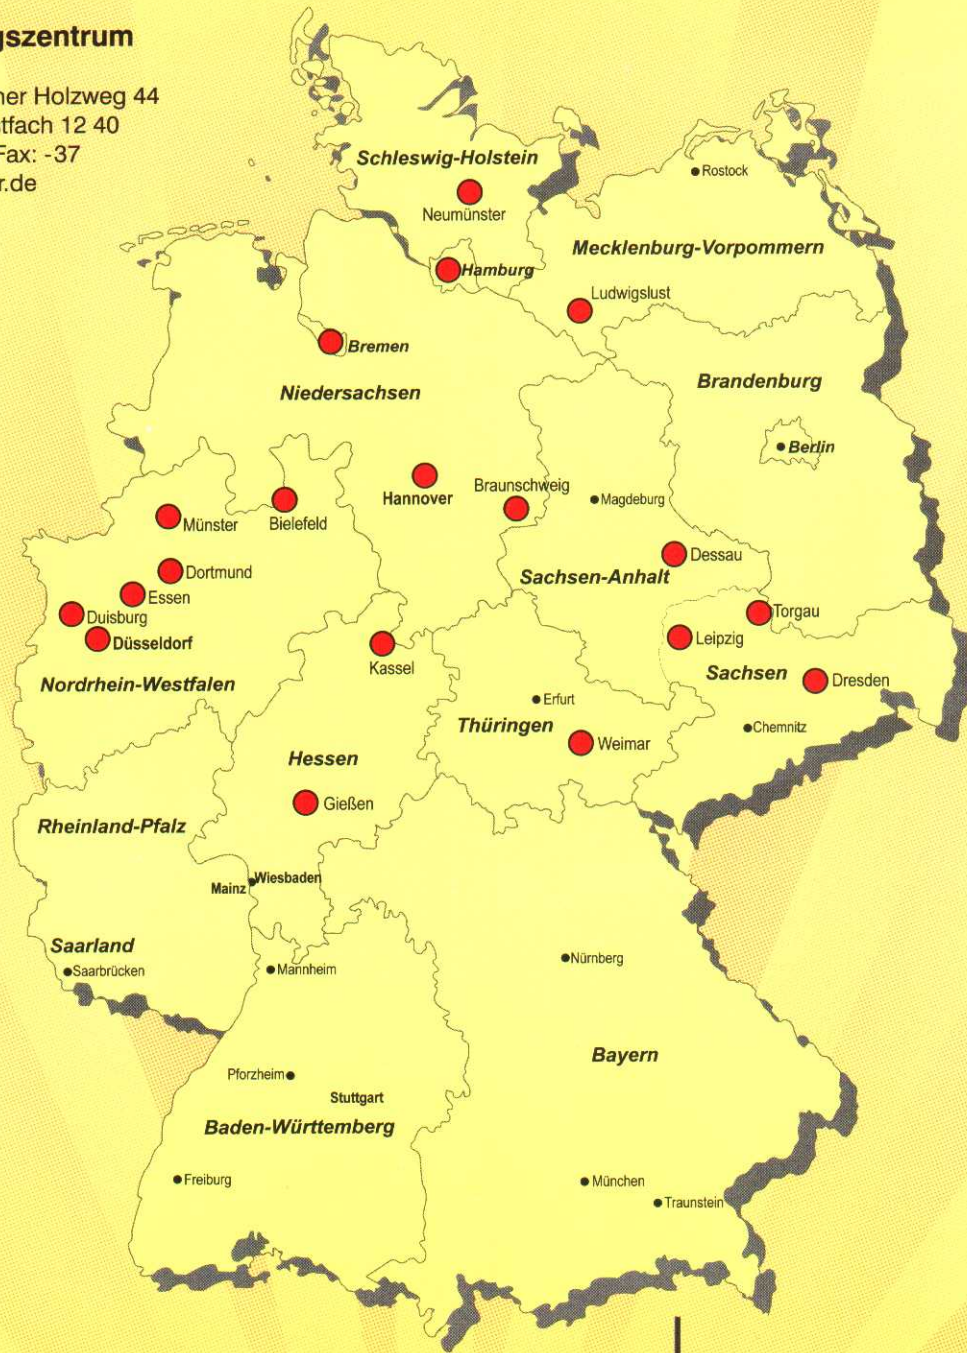 gszentrum
ner Holzweg 44
tfach 12 40
Fax: -37
r.de
Schleswig-Holstein
Rostock
Neumünster
Mecklenburg-Vorpommern
Hamburg
Ludwigslust
Bremen
Brandenburg
Niedersachsen
Berlin
Hannover
Braunschweig
Magdeburg
Münster
Bielefeld
Dessau
Dortmund
Sachsen-Anhalt
Essen
Duisburg
Torgau
Düsseldorf
Leipzig
Kassel
Sachsen
Nordrhein-Westfalen
Dresden
Erfurt
Thüringen
Chemnitz
Weimar
Hessen
Gießen
Rheinland-Pfalz
Wiesbaden
Mainz
Saarland
Saarbrücken
Mannheim
Nürnberg
Bayern
Pforzheim
Stuttgart
Baden-Württemberg
Freiburg
München
Traunstein